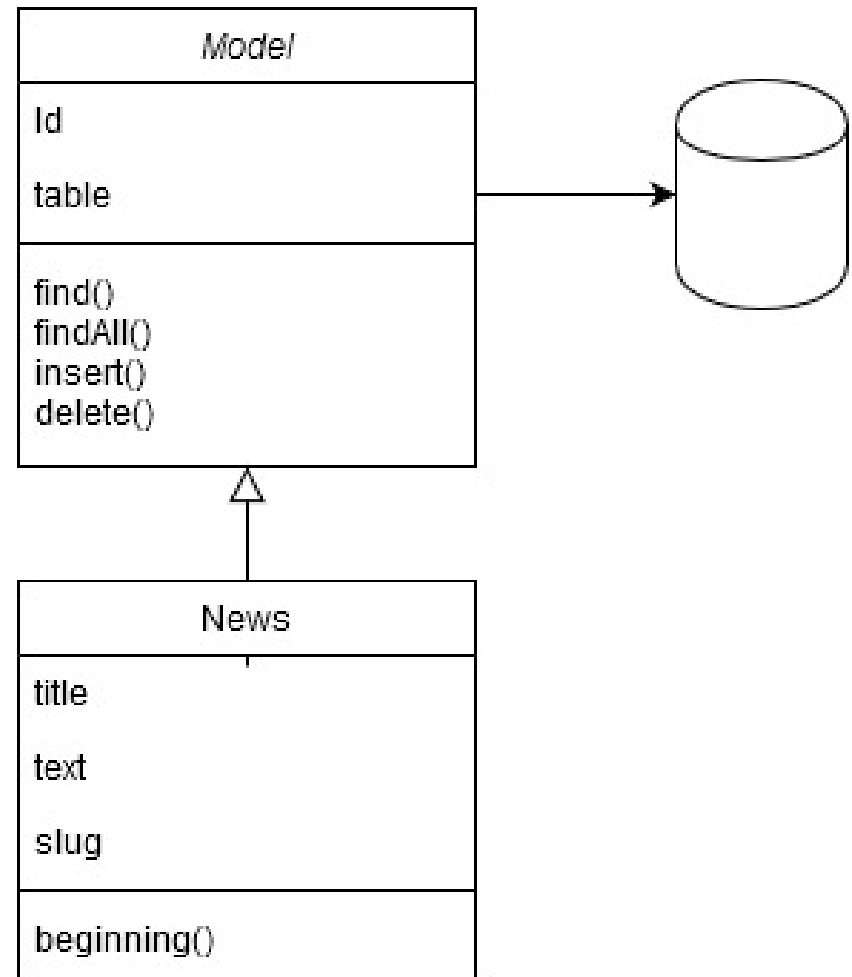 Model
Id
table
find()
findAll()
insert()
delete()
News
title
text
slug
beginning()